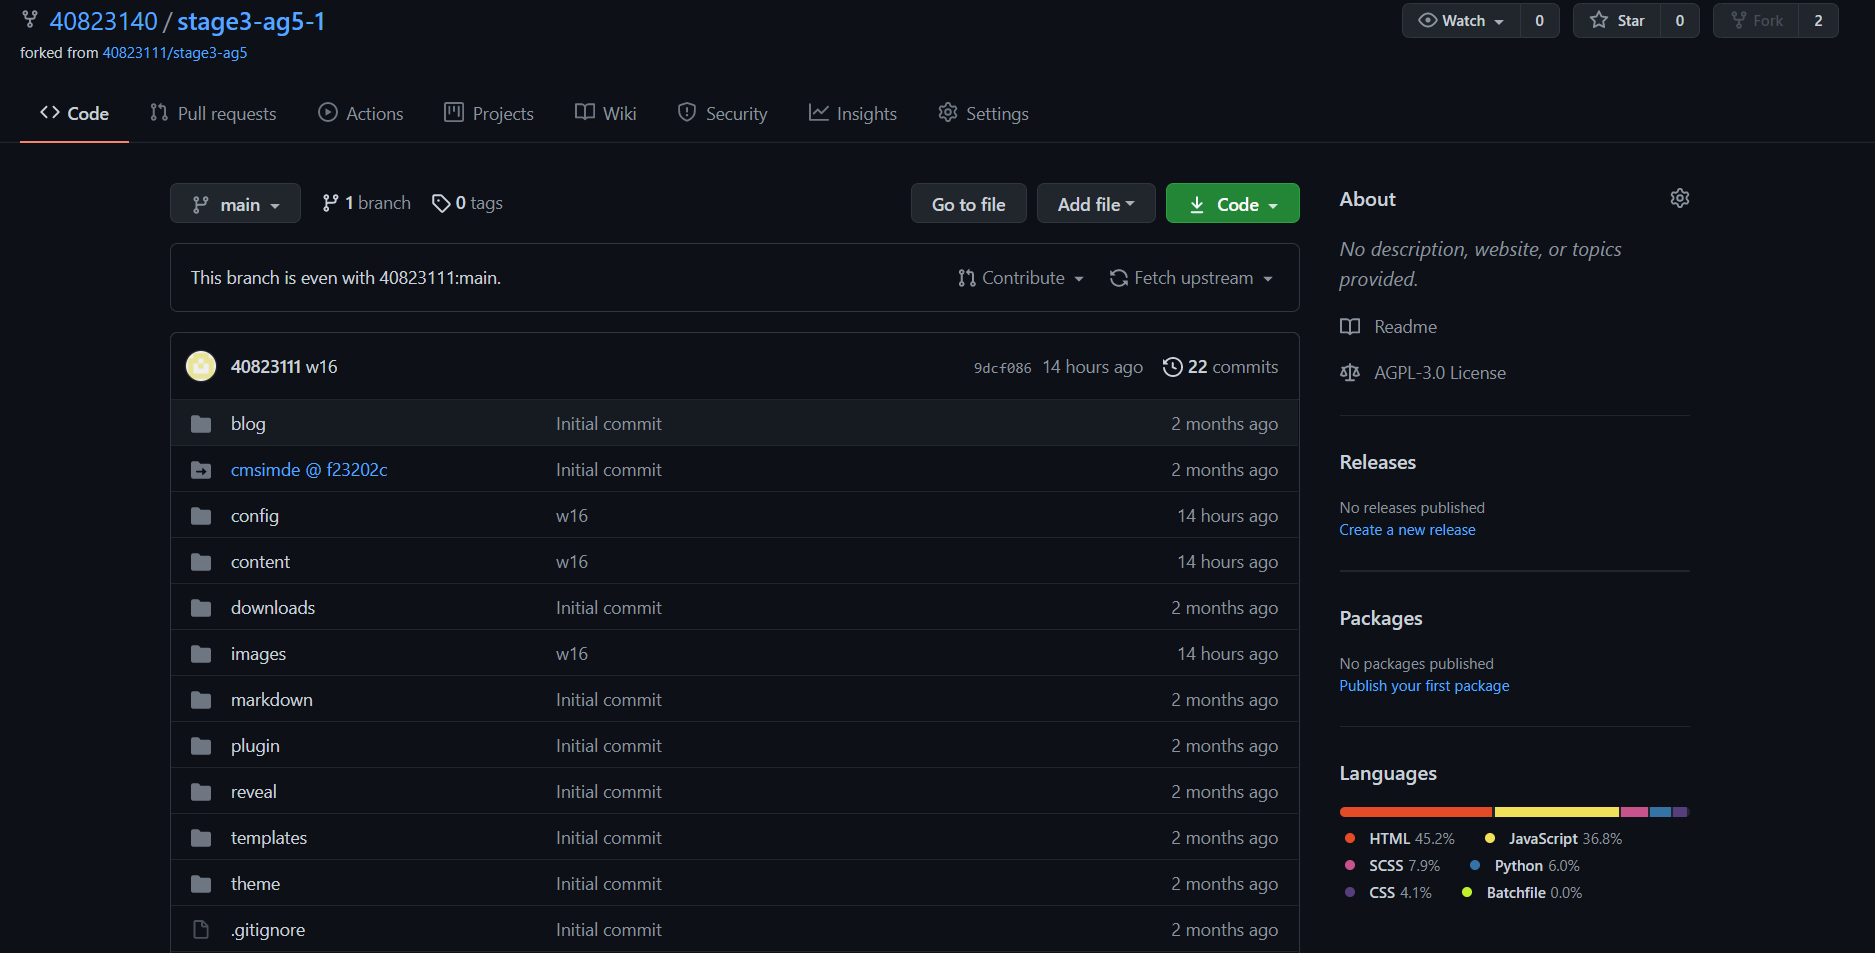 40823140 / stage3-ag5-1
forked from 40823111/stage3-ag5
Watch 0 Star 0 Fork 2
Code Pull requests Actions Projects Wiki Security Insights Settings
main 1 branch 0 tags Go to file Add file Code
This branch is even with 40823111:main. Contribute Fetch upstream
40823111 w16 9dcf086 14 hours ago 22 commits
blog Initial commit 2 months ago
cmsimde @ f23202c Initial commit 2 months ago
config w16 14 hours ago
content w16 14 hours ago
downloads Initial commit 2 months ago
images w16 14 hours ago
markdown Initial commit 2 months ago
plugin Initial commit 2 months ago
reveal Initial commit 2 months ago
templates Initial commit 2 months ago
theme Initial commit 2 months ago
.gitignore Initial commit 2 months ago
About
No description, website, or topics
provided.
Readme
AGPL-3.0 License
Releases
No releases published
Create a new release
Packages
No packages published
Publish your first package
Languages
HTML 45.2% JavaScript 36.8%
SCSS 7.9% Python 6.0%
CSS 4.1% Batchfile 0.0%